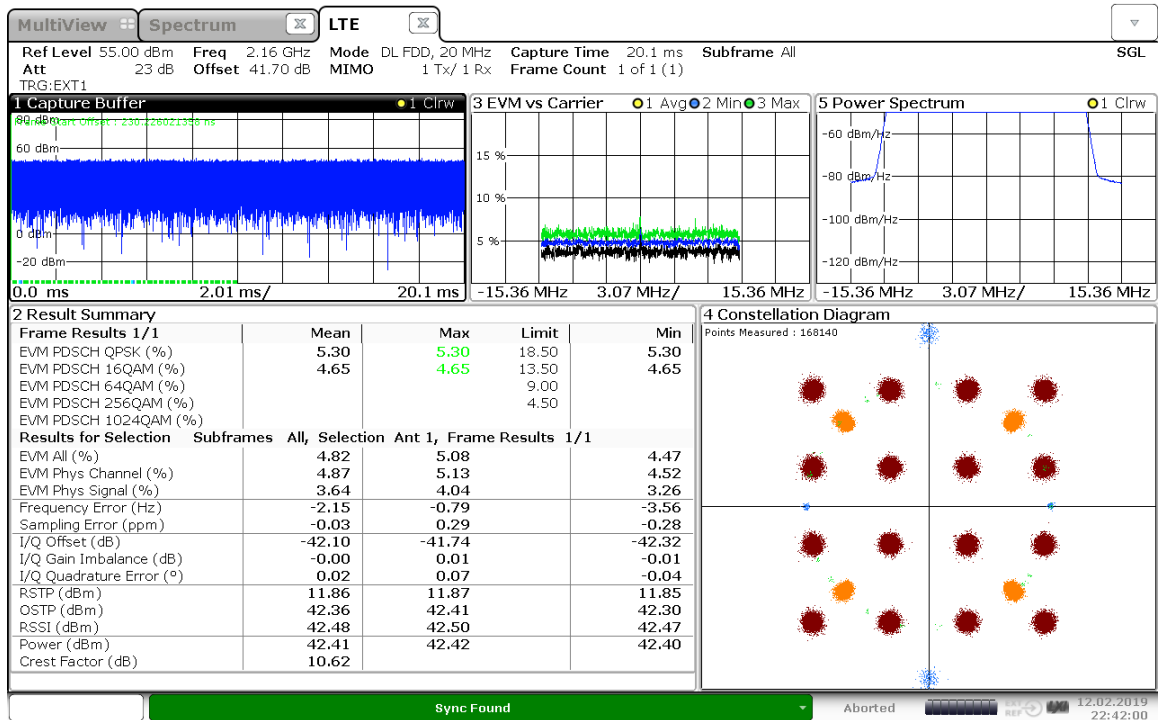 MultiView Spectrum LTE
Ref Level 55.00 dBm Freq 2.16 GHz Mode DL FDD, 20 MHz Capture Time 20.1 ms Subframe All SGL
Att 23 dB Offset 41.70 dB MIMO 1 Tx/ 1 Rx Frame Count 1 of 1 (1)
TRG:EXT1
1 Capture Buffer 1 Clrw
80 dBm
Frame Start Offset : 230.226021358 ns
60 dBm
0 dBm
-20 dBm
0.0 ms 2.01 ms/ 20.1 ms
3 EVM vs Carrier 1 Avg 2 Min 3 Max
15 %
10 %
5 %
-15.36 MHz 3.07 MHz/ 15.36 MHz
5 Power Spectrum 1 Clrw
-60 dBm/Hz
-80 dBm/Hz
-100 dBm/Hz
-120 dBm/Hz
-15.36 MHz 3.07 MHz/ 15.36 MHz
2 Result Summary
Frame Results 1/1 Mean Max Limit Min
EVM PDSCH QPSK (%) 5.30 5.30 18.50 5.30
EVM PDSCH 16QAM (%) 4.65 4.65 13.50 4.65
EVM PDSCH 64QAM (%) 9.00
EVM PDSCH 256QAM (%) 4.50
EVM PDSCH 1024QAM (%)
Results for Selection Subframes All, Selection Ant 1, Frame Results 1/1
EVM All (%) 4.82 5.08 4.47
EVM Phys Channel (%) 4.87 5.13 4.52
EVM Phys Signal (%) 3.64 4.04 3.26
Frequency Error (Hz) -2.15 -0.79 -3.56
Sampling Error (ppm) -0.03 0.29 -0.28
I/Q Offset (dB) -42.10 -41.74 -42.32
I/Q Gain Imbalance (dB) -0.00 0.01 -0.01
I/Q Quadrature Error (°) 0.02 0.07 -0.04
RSTP (dBm) 11.86 11.87 11.85
OSTP (dBm) 42.36 42.41 42.30
RSSI (dBm) 42.48 42.50 42.47
Power (dBm) 42.41 42.42 42.40
Crest Factor (dB) 10.62
4 Constellation Diagram
Points Measured : 168140
Sync Found
Aborted
EXT REF
12.02.2019
22:42:00